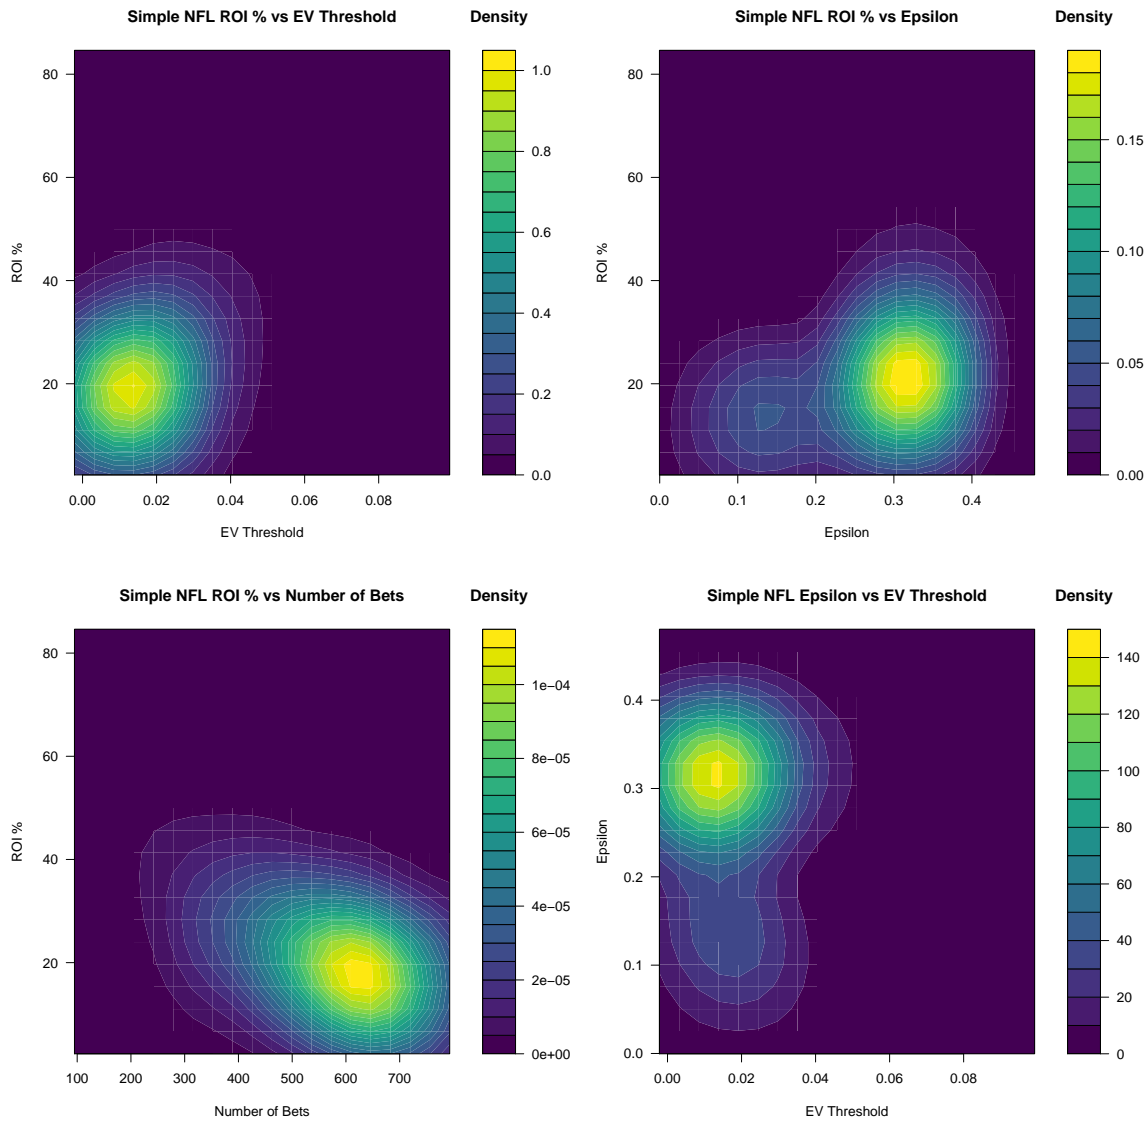 Simple NFL ROI % vs EV Threshold
Density
ROI %
80
60
40
20
0.00 0.02 0.04 0.06 0.08
EV Threshold
1.0
0.8
0.6
0.4
0.2
0.0
Simple NFL ROI % vs Epsilon
Density
ROI %
80
60
40
20
0.0 0.1 0.2 0.3 0.4
Epsilon
0.15
0.10
0.05
0.00
Simple NFL ROI % vs Number of Bets
Density
ROI %
80
60
40
20
100 200 300 400 500 600 700
Number of Bets
1e−04
8e−05
6e−05
4e−05
2e−05
0e+00
Simple NFL Epsilon vs EV Threshold
Density
Epsilon
0.4
0.3
0.2
0.1
0.0
0.00 0.02 0.04 0.06 0.08
EV Threshold
140
120
100
80
60
40
20
0